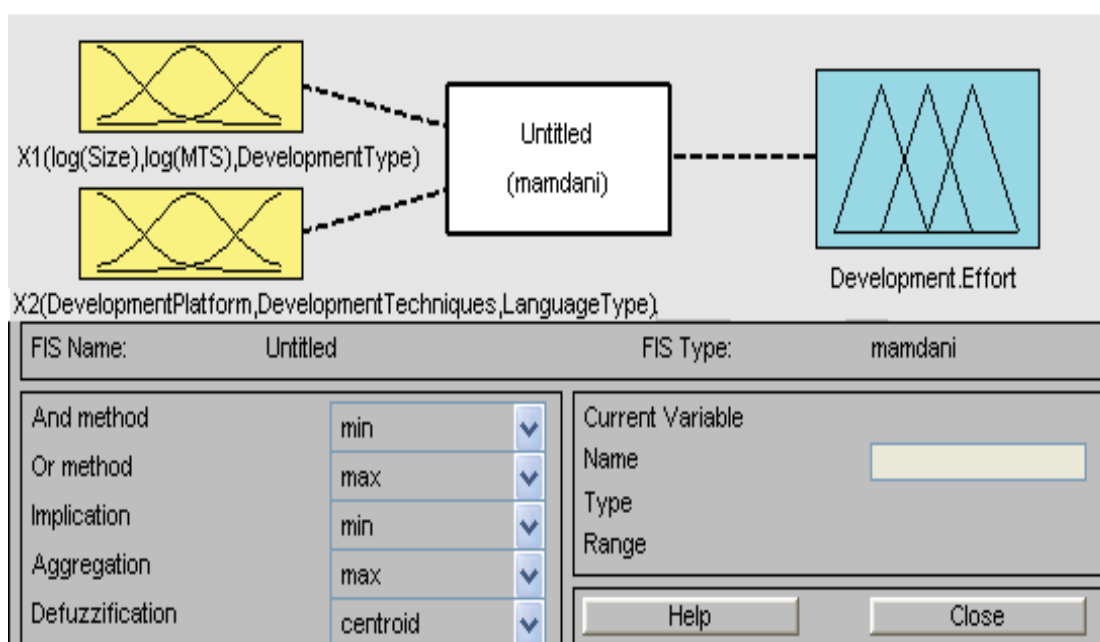 Untitled
(mamdani)
X1(log(Size),log(MTS),DevelopmentType)
Development.Effort
X2(DevelopmentPlatform,DevelopmentTechniques,LanguageType)
FIS Name: Untitled FIS Type: mamdani
And method min
Or method max
Implication min
Aggregation max
Defuzzification centroid
Current Variable
Name
Type
Range
Help Close